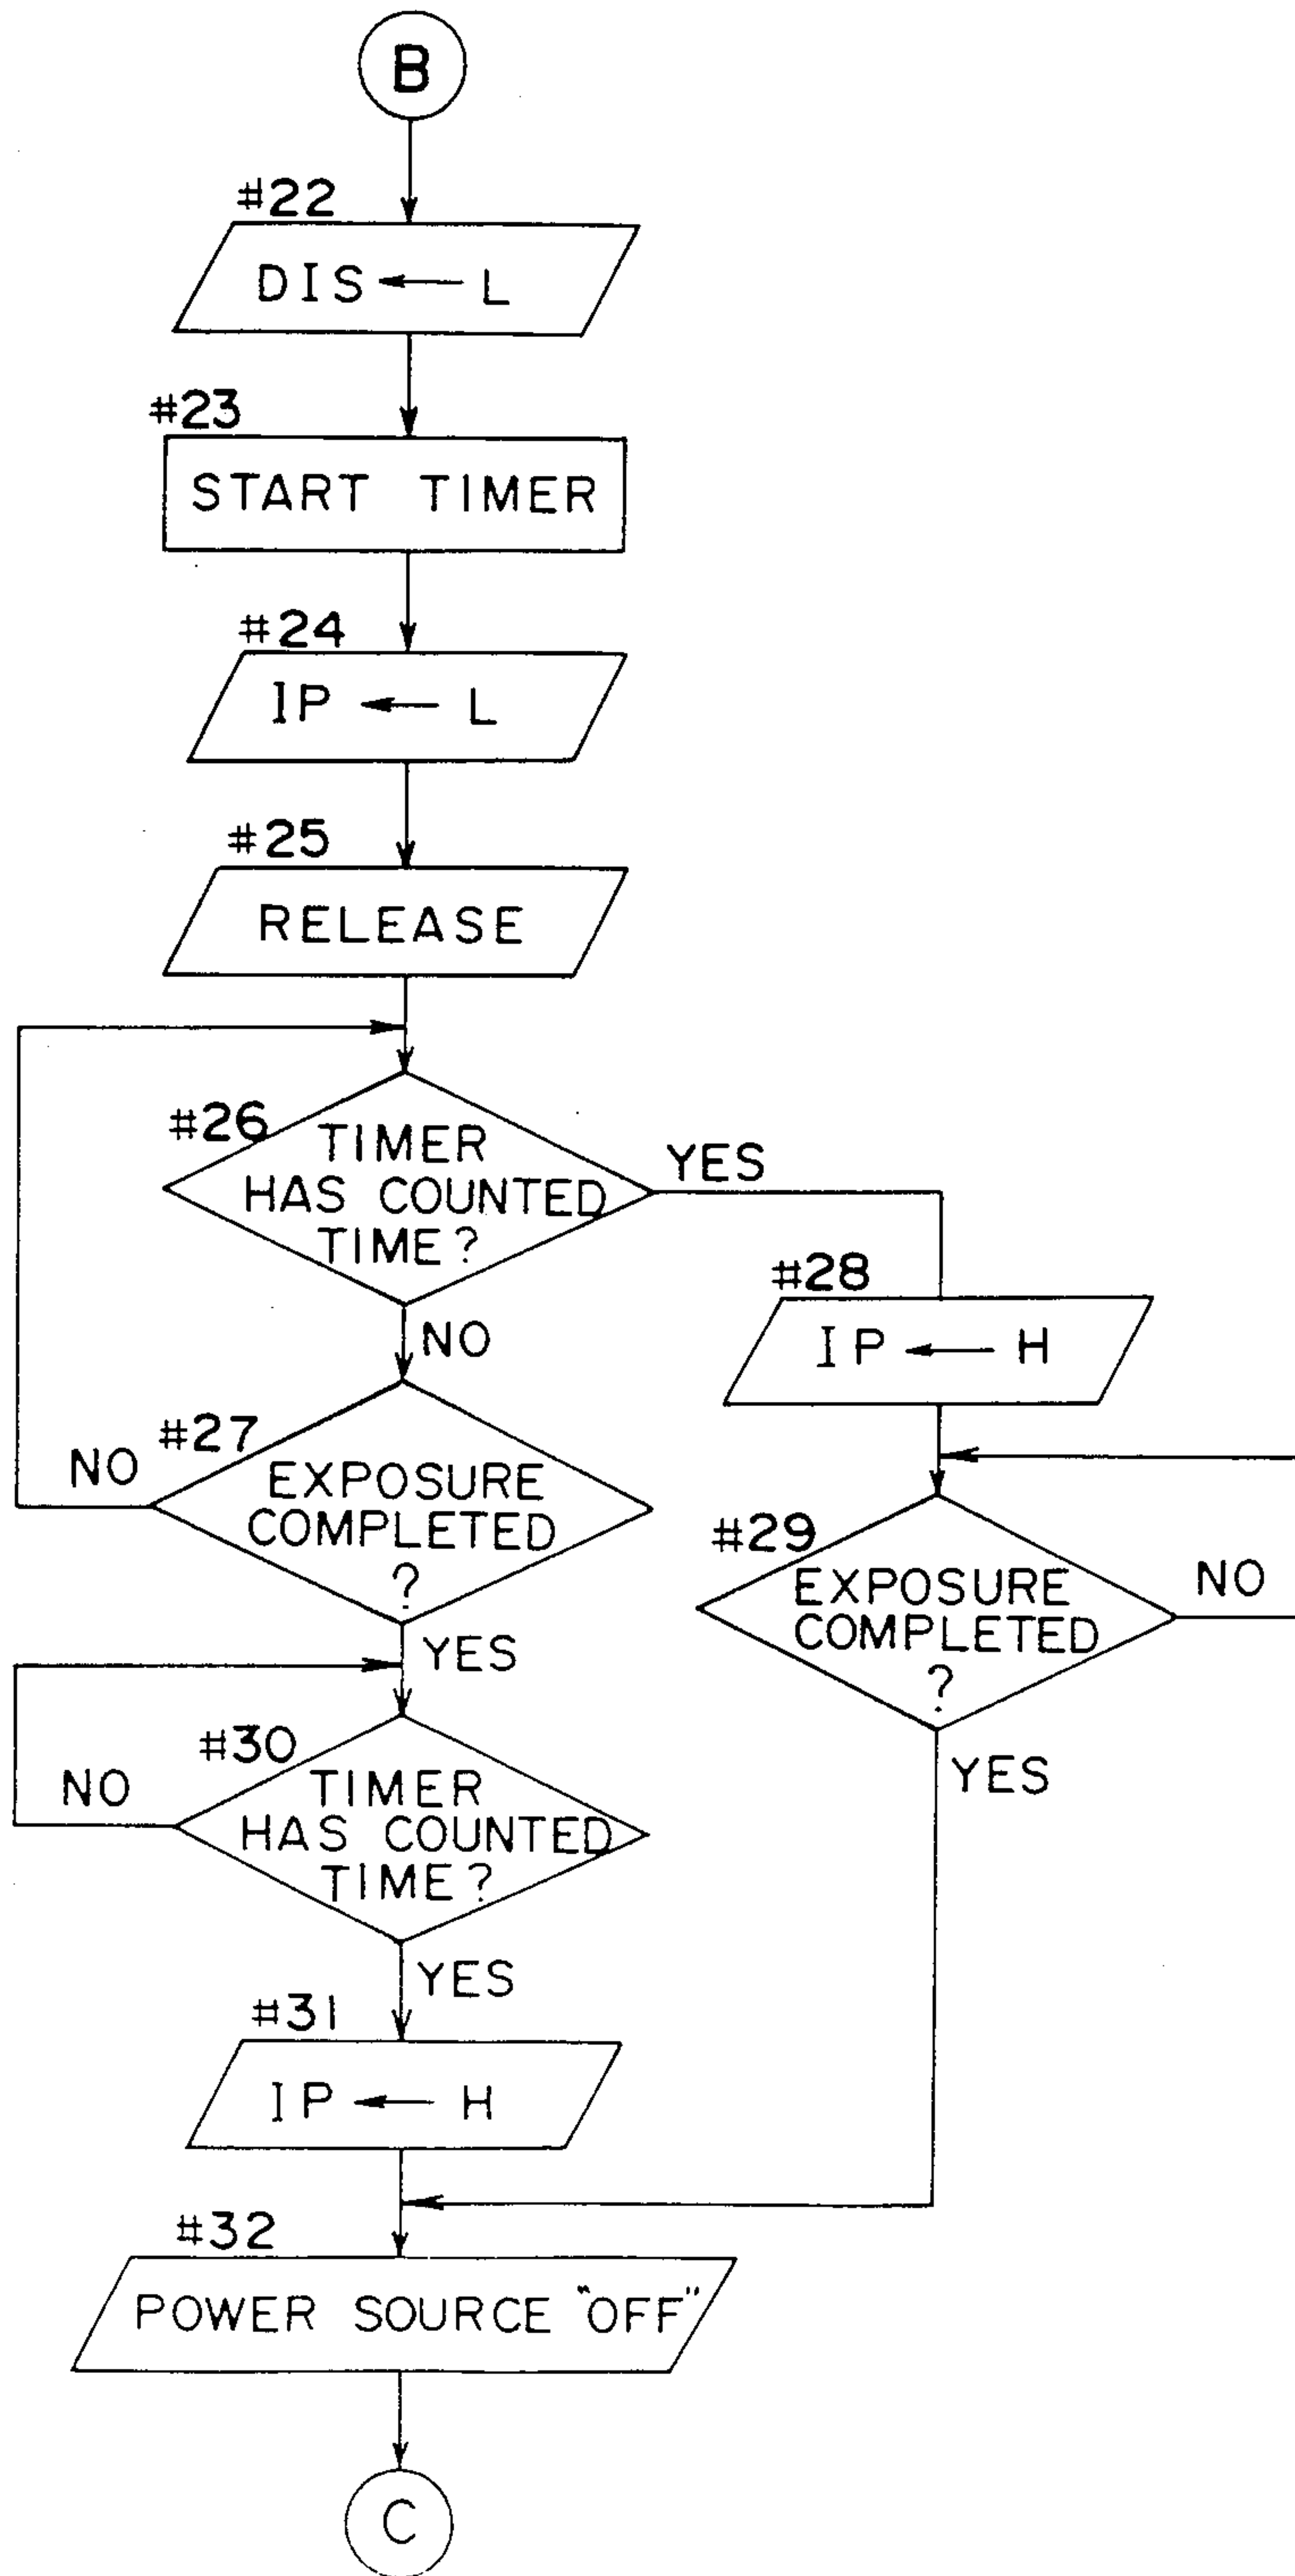 B
#22
DIS ← L
#23
START TIMER
#24
IP ← L
#25
RELEASE
#26
TIMER
HAS COUNTED
TIME?
YES
NO
#28
IP ← H
#27
EXPOSURE
COMPLETED
?
NO
YES
#29
EXPOSURE
COMPLETED
?
NO
YES
#30
TIMER
HAS COUNTED
TIME?
NO
YES
#31
IP ← H
#32
POWER SOURCE "OFF"
C